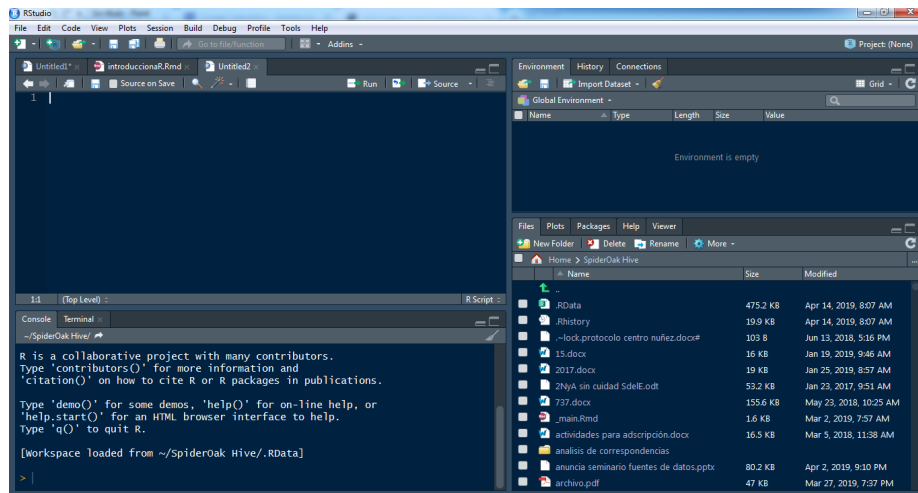 RStudio
File Edit Code View Plots Session Build Debug Profile Tools Help
Go to file/function Addins Project: (None)
Untitled1* introduccionaR.Rmd Untitled2
Source on Save Run Source
1
1:1 (Top Level) R Script
Console Terminal
~/SpiderOak Hive/
R is a collaborative project with many contributors.
Type 'contributors()' for more information and
'citation()' on how to cite R or R packages in publications.
Type 'demo()' for some demos, 'help()' for on-line help, or
'help.start()' for an HTML browser interface to help.
Type 'q()' to quit R.
[Workspace loaded from ~/SpiderOak Hive/.RData]
>
Environment History Connections
Import Dataset Grid
Global Environment
Name Type Length Size Value
Environment is empty
Files Plots Packages Help Viewer
New Folder Delete Rename More
Home > SpiderOak Hive ...
Name Size Modified
..
.RData 475.2 KB Apr 14, 2019, 8:07 AM
.Rhistory 19.9 KB Apr 14, 2019, 8:07 AM
.~lock.protocolo centro nuñez.docx# 103 B Jun 13, 2018, 5:16 PM
15.docx 16 KB Jan 19, 2019, 9:46 AM
2017.docx 19 KB Jan 25, 2019, 8:57 AM
2NyA sin cuidad SdelE.odt 53.2 KB Jan 23, 2017, 9:51 AM
737.docx 155.6 KB May 23, 2018, 10:25 AM
_main.Rmd 1.6 KB Mar 2, 2019, 7:57 AM
actividades para adscripción.docx 16.5 KB Mar 5, 2018, 11:38 AM
analisis de correspondencias
anuncia seminario fuentes de datos.pptx 80.2 KB Apr 2, 2019, 9:10 PM
archivo.pdf 47 KB Mar 27, 2019, 7:37 PM